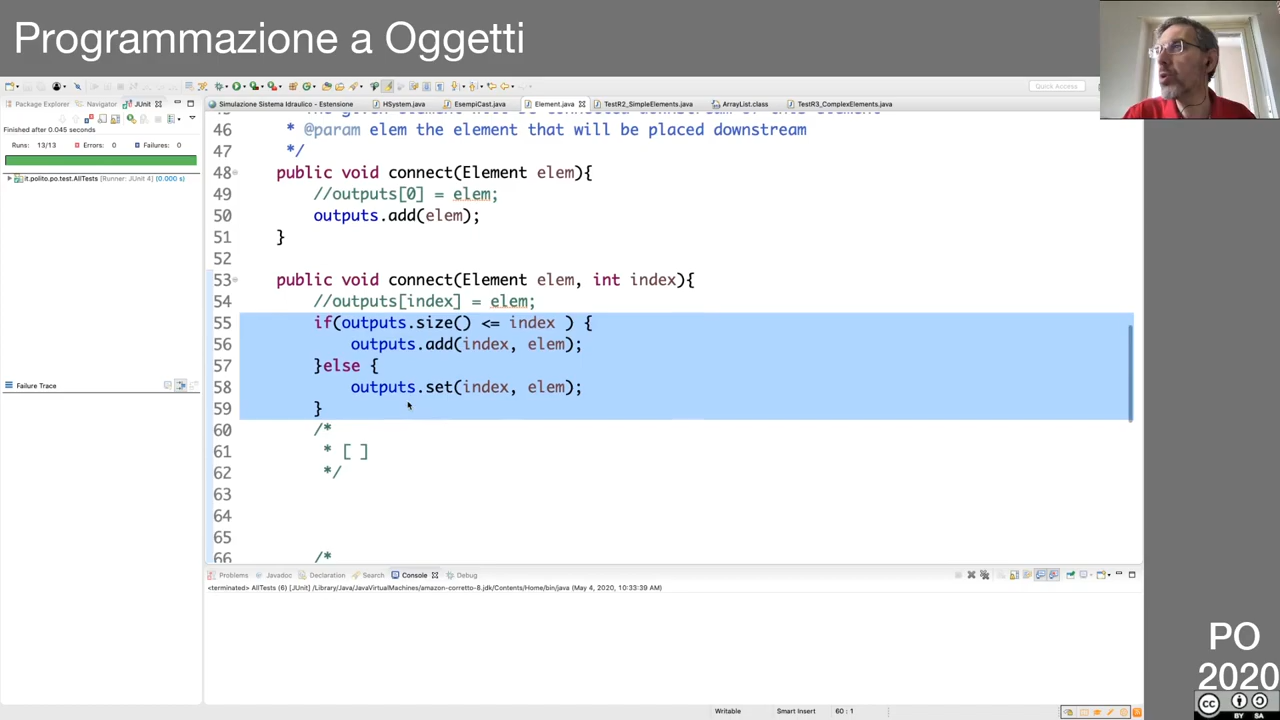 Programmazione a Oggetti
Quick Access
Package Explorer Navigator JUnit
Simulazione Sistema Idraulico - Estensione HSystem.java EsempiCast.java Element.java TestR2_SimpleElements.java ArrayList.class TestR3_ComplexElements.java
Finished after 0.045 seconds
Runs: 13/13 Errors: 0 Failures: 0
it.polito.po.test.AllTests [Runner: JUnit 4] (0.000 s)
Failure Trace
46 * @param elem the element that will be placed downstream
47 */
48 public void connect(Element elem){
49 //outputs[0] = elem;
50 outputs.add(elem);
51 }
52
53 public void connect(Element elem, int index){
54 //outputs[index] = elem;
55 if(outputs.size() <= index ) {
56 outputs.add(index, elem);
57 }else {
58 outputs.set(index, elem);
59 }
60 /*
61 * [ ]
62 */
63
64
65
66 /*
Problems Javadoc Declaration Search Console Debug
<terminated> AllTests (6) [JUnit] /Library/Java/JavaVirtualMachines/amazon-corretto-8.jdk/Contents/Home/bin/java (May 4, 2020, 10:33:39 AM)
Writable Smart Insert 60 : 1
PO
2020
CC
BY SA